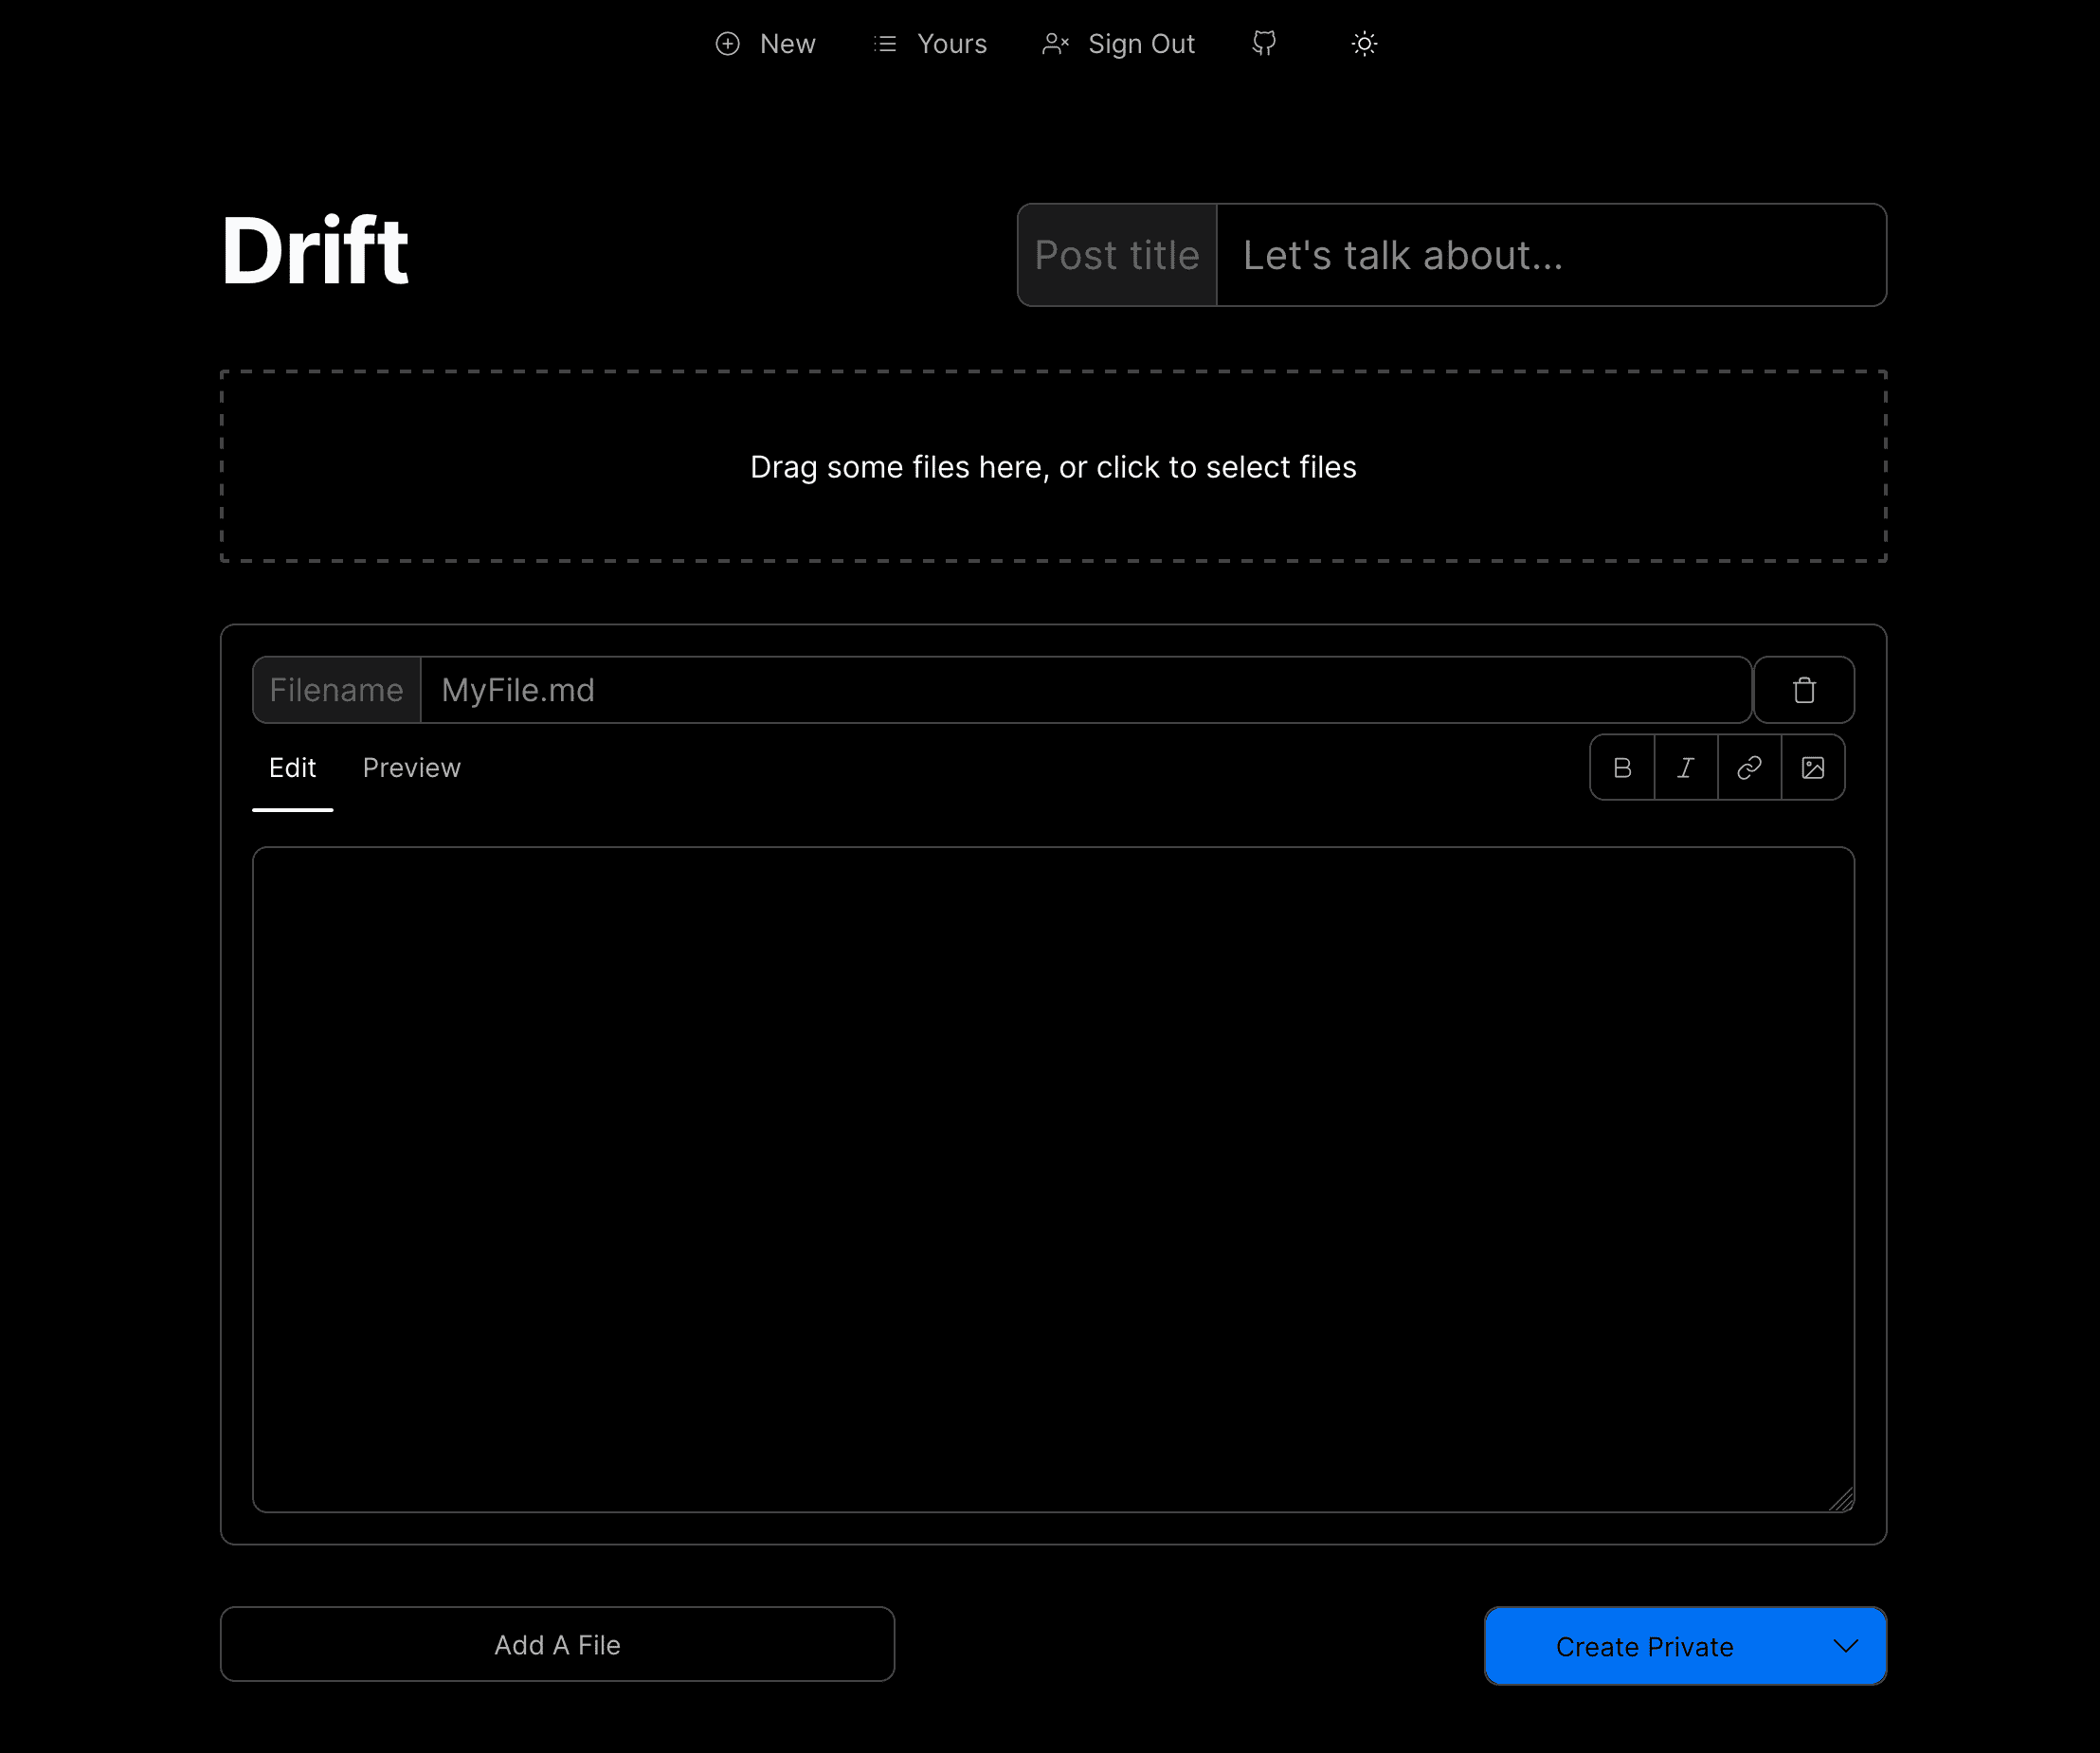 New Yours Sign Out
Drift
Post title Let's talk about...
Drag some files here, or click to select files
Filename MyFile.md
Edit Preview
B I
Add A File Create Private